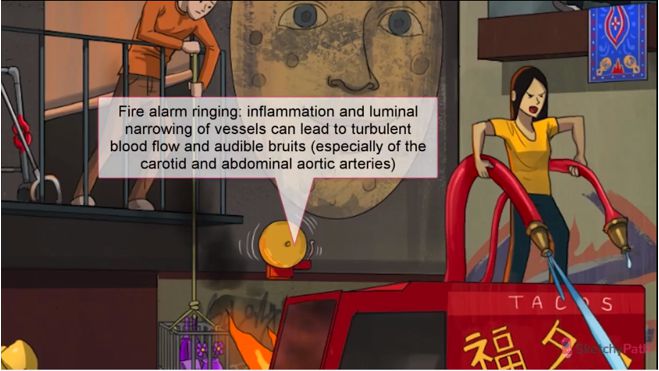 Fire alarm ringing: inflammation and luminal
narrowing of vessels can lead to turbulent
blood flow and audible bruits (especially of the
carotid and abdominal aortic arteries)
TACOS
福夕
SketchyPath